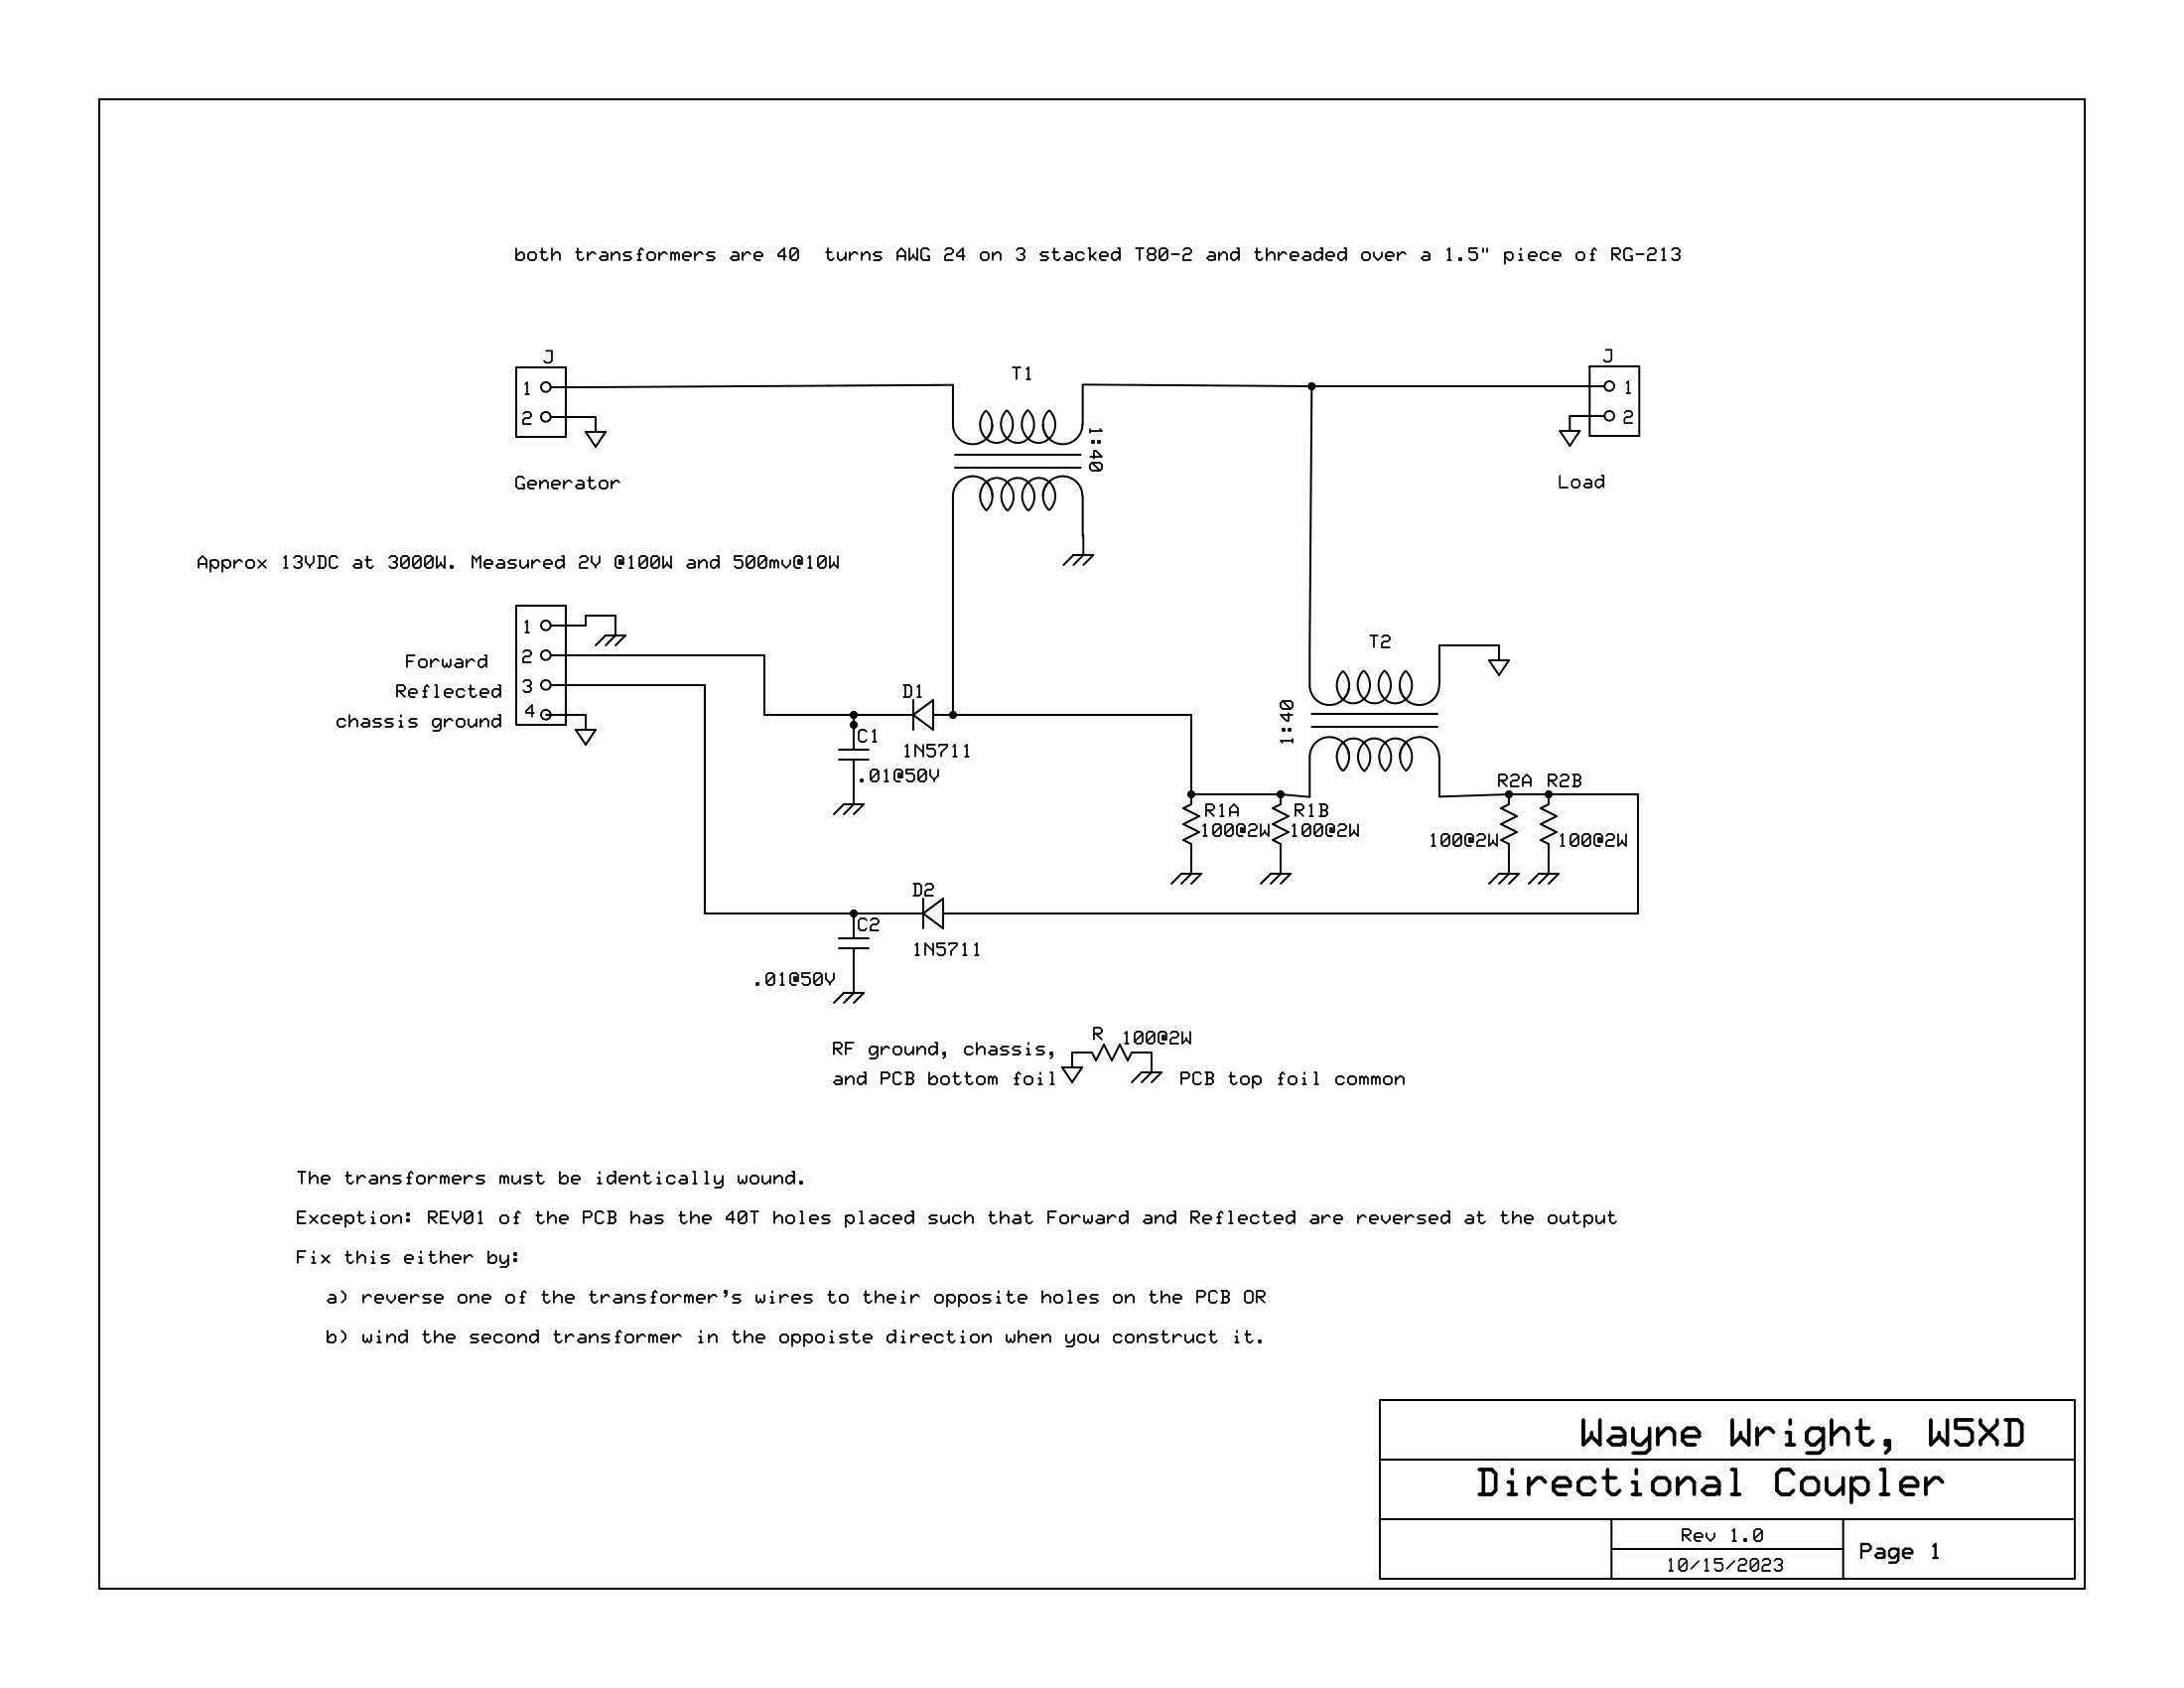 both transformers are 40  turns AWG 24 on 3 stacked T80-2 and threaded over a 1.5" piece of RG-213
J
1
2
Generator
T1
1:40
J
1
2
Load
Approx 13VDC at 3000W. Measured 2V @100W and 500mv@10W
1
2
3
4
Forward
Reflected
chassis ground
D1
1N5711
C1
.01@50V
T2
1:40
R1A
100@2W
R1B
100@2W
R2A
R2B
100@2W
100@2W
D2
1N5711
C2
.01@50V
R
100@2W
RF ground, chassis,
and PCB bottom foil
PCB top foil common
The transformers must be identically wound.
Exception: REV01 of the PCB has the 40T holes placed such that Forward and Reflected are reversed at the output
Fix this either by:
a) reverse one of the transformer's wires to their opposite holes on the PCB OR
b) wind the second transformer in the oppoiste direction when you construct it.
Wayne Wright, W5XD
Directional Coupler
Rev 1.0
10/15/2023
Page 1